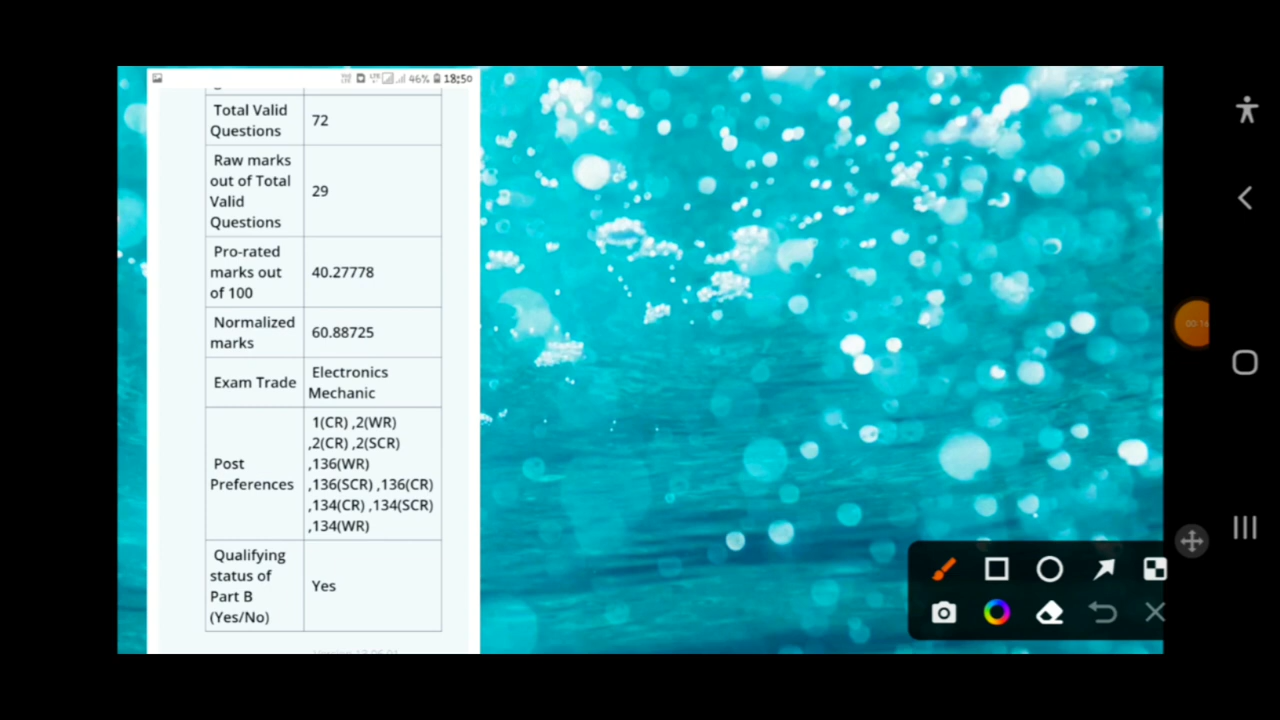 46% 18:50
Total Valid
Questions
72
Raw marks
out of Total
Valid
Questions
29
Pro-rated
marks out
of 100
40.27778
Normalized
marks
60.88725
Exam Trade
Electronics
Mechanic
Post
Preferences
1(CR) ,2(WR)
,2(CR) ,2(SCR)
,136(WR)
,136(SCR) ,136(CR)
,134(CR) ,134(SCR)
,134(WR)
Qualifying
status of
Part B
(Yes/No)
Yes
00:16